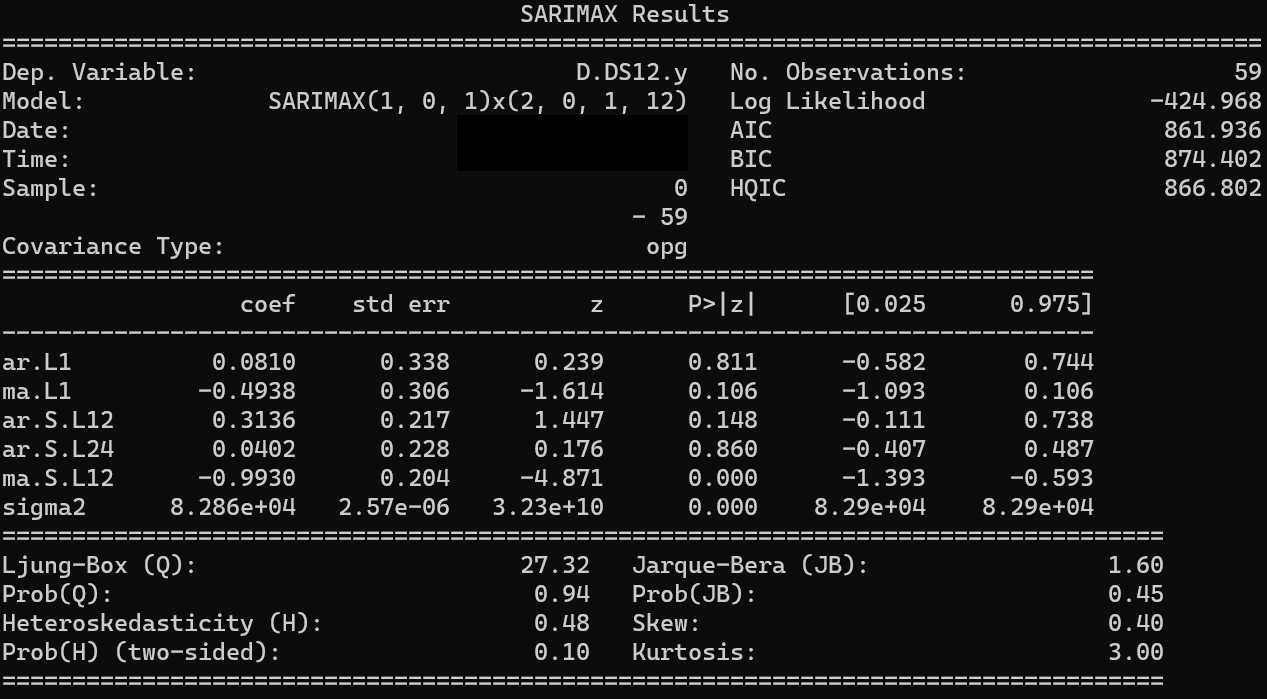 SARIMAX Results
==========================================================================================
Dep. Variable: D.DS12.y No. Observations: 59
Model: SARIMAX(1, 0, 1)x(2, 0, 1, 12) Log Likelihood -424.968
Date: AIC 861.936
Time: BIC 874.402
Sample: 0 HQIC 866.802
- 59
Covariance Type: opg
==============================================================================
coef std err z P>|z| [0.025 0.975]
------------------------------------------------------------------------------
ar.L1 0.0810 0.338 0.239 0.811 -0.582 0.744
ma.L1 -0.4938 0.306 -1.614 0.106 -1.093 0.106
ar.S.L12 0.3136 0.217 1.447 0.148 -0.111 0.738
ar.S.L24 0.0402 0.228 0.176 0.860 -0.407 0.487
ma.S.L12 -0.9930 0.204 -4.871 0.000 -1.393 -0.593
sigma2 8.286e+04 2.57e-06 3.23e+10 0.000 8.29e+04 8.29e+04
===================================================================================
Ljung-Box (Q): 27.32 Jarque-Bera (JB): 1.60
Prob(Q): 0.94 Prob(JB): 0.45
Heteroskedasticity (H): 0.48 Skew: 0.40
Prob(H) (two-sided): 0.10 Kurtosis: 3.00
===================================================================================